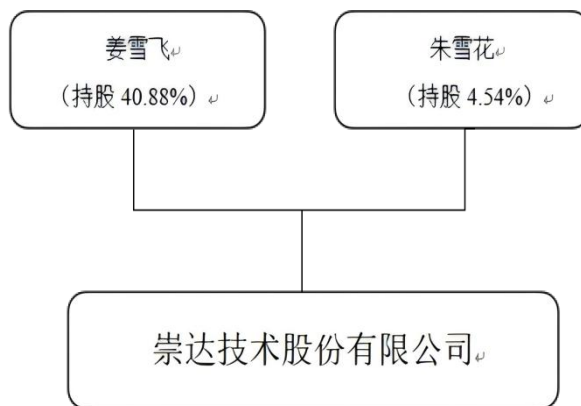 姜雪飞
（持股 40.88%）
朱雪花
（持股 4.54%）
崇达技术股份有限公司